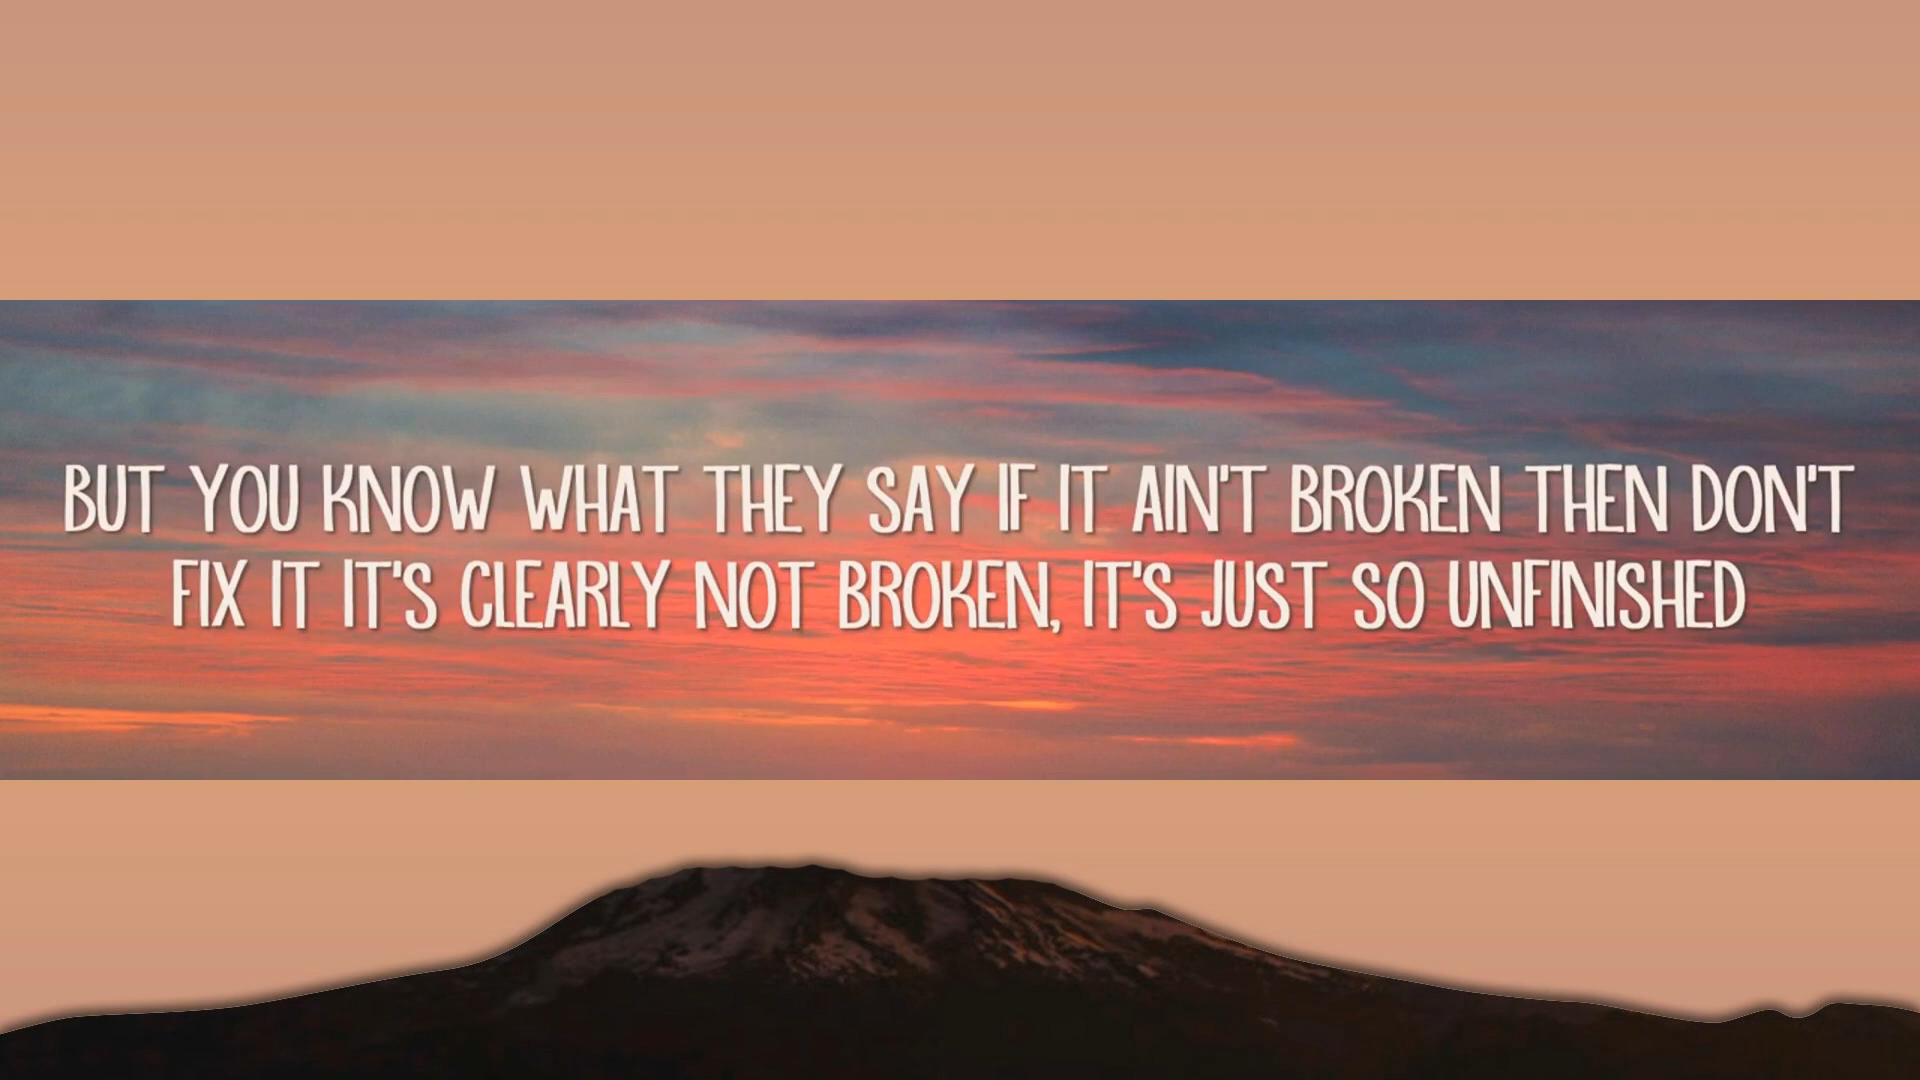 BUT YOU KNOW WHAT THEY SAY IF IT AIN'T BROKEN THEN DON'T
FIX IT IT'S CLEARLY NOT BROKEN, IT'S JUST SO UNFINISHED